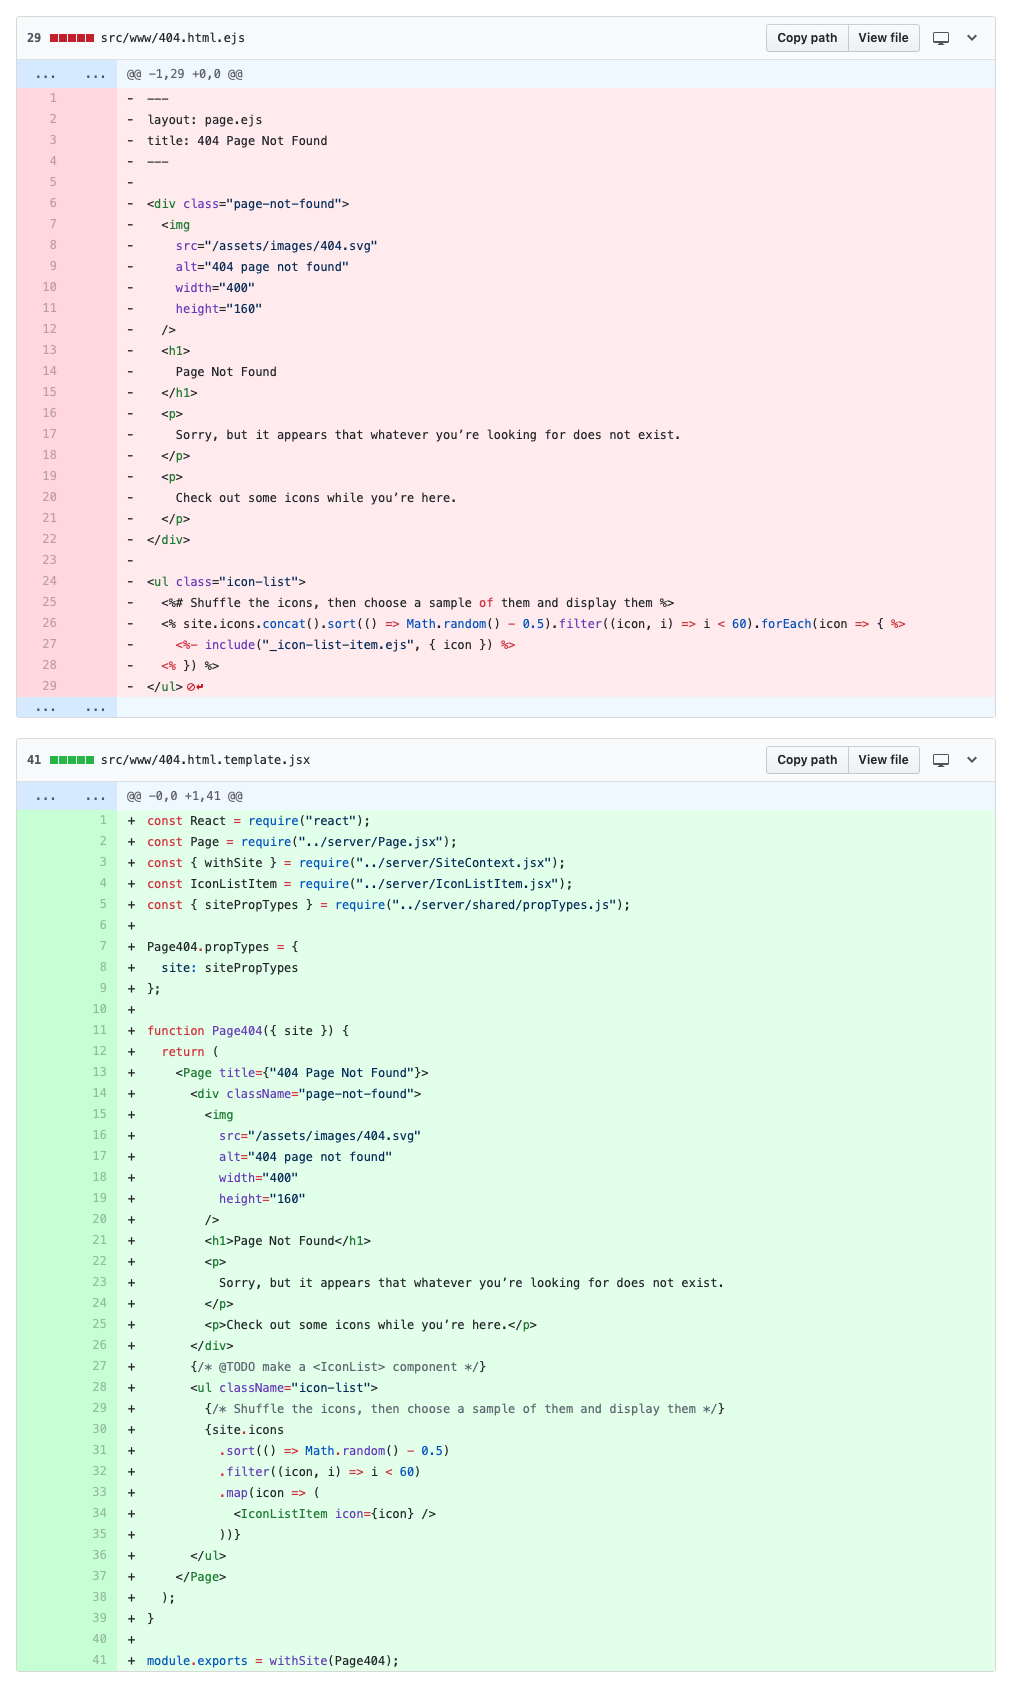 29 src/www/404.html.ejs Copy path View file
... ... @@ -1,29 +0,0 @@
1 - ---
2 - layout: page.ejs
3 - title: 404 Page Not Found
4 - ---
5 -
6 - <div class="page-not-found">
7 -   <img
8 -     src="/assets/images/404.svg"
9 -     alt="404 page not found"
10 -     width="400"
11 -     height="160"
12 -   />
13 -   <h1>
14 -     Page Not Found
15 -   </h1>
16 -   <p>
17 -     Sorry, but it appears that whatever you’re looking for does not exist.
18 -   </p>
19 -   <p>
20 -     Check out some icons while you’re here.
21 -   </p>
22 - </div>
23 -
24 - <ul class="icon-list">
25 -   <%# Shuffle the icons, then choose a sample of them and display them %>
26 -   <% site.icons.concat().sort(() => Math.random() - 0.5).filter((icon, i) => i < 60).forEach(icon => { %>
27 -     <%- include("_icon-list-item.ejs", { icon }) %>
28 -   <% }) %>
29 - </ul>
... ...
41 src/www/404.html.template.jsx Copy path View file
... ... @@ -0,0 +1,41 @@
1 + const React = require("react");
2 + const Page = require("../server/Page.jsx");
3 + const { withSite } = require("../server/SiteContext.jsx");
4 + const IconListItem = require("../server/IconListItem.jsx");
5 + const { sitePropTypes } = require("../server/shared/propTypes.js");
6 +
7 + Page404.propTypes = {
8 +   site: sitePropTypes
9 + };
10 +
11 + function Page404({ site }) {
12 +   return (
13 +     <Page title={"404 Page Not Found"}>
14 +       <div className="page-not-found">
15 +         <img
16 +           src="/assets/images/404.svg"
17 +           alt="404 page not found"
18 +           width="400"
19 +           height="160"
20 +         />
21 +         <h1>Page Not Found</h1>
22 +         <p>
23 +           Sorry, but it appears that whatever you’re looking for does not exist.
24 +         </p>
25 +         <p>Check out some icons while you’re here.</p>
26 +       </div>
27 +       {/* @TODO make a <IconList> component */}
28 +       <ul className="icon-list">
29 +         {/* Shuffle the icons, then choose a sample of them and display them */}
30 +         {site.icons
31 +           .sort(() => Math.random() - 0.5)
32 +           .filter((icon, i) => i < 60)
33 +           .map(icon => (
34 +             <IconListItem icon={icon} />
35 +           ))}
36 +       </ul>
37 +     </Page>
38 +   );
39 + }
40 +
41 + module.exports = withSite(Page404);